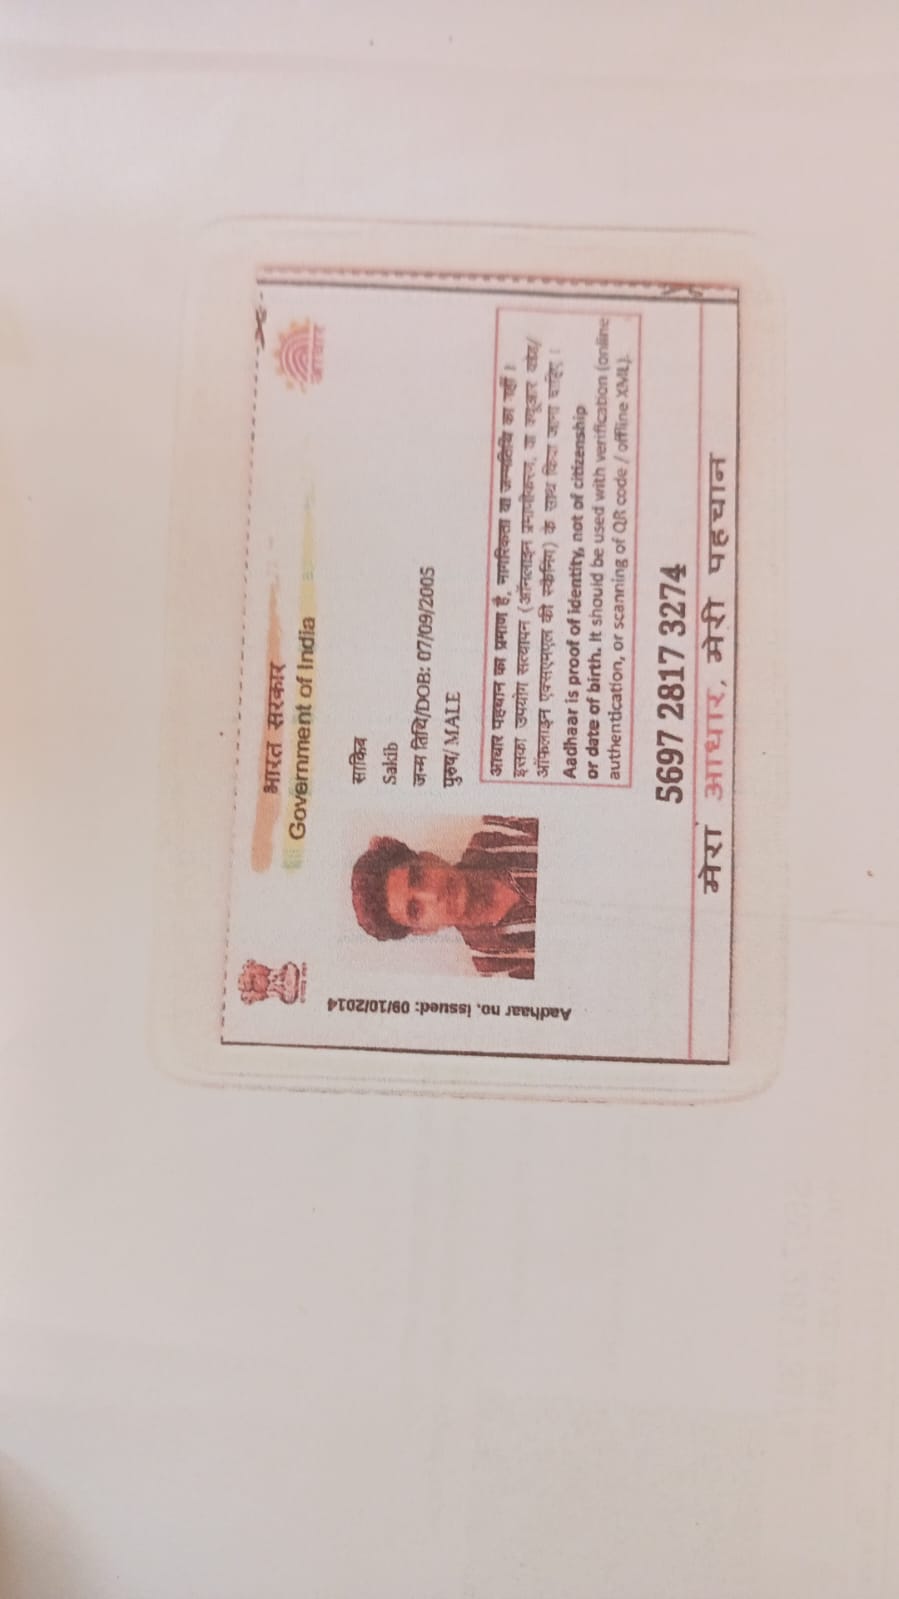 भारत सरकार
Government of India
Aadhaar no. issued: 09/10/2014
साकिब
Sakib
जन्म तिथि/DOB: 07/09/2005
पुरुष/ MALE
आधार पहचान का प्रमाण है, नागरिकता या जन्मतिथि का नहीं ।
इसका उपयोग सत्यापन (ऑनलाइन प्रमाणीकरण, या क्यूआर कोड/
ऑफलाइन एक्सएमएल की स्कैनिंग) के साथ किया जाना चाहिए ।
Aadhaar is proof of identity, not of citizenship
or date of birth. It should be used with verification (online
authentication, or scanning of QR code / offline XML).
5697 2817 3274
मेरा आधार, मेरी पहचान